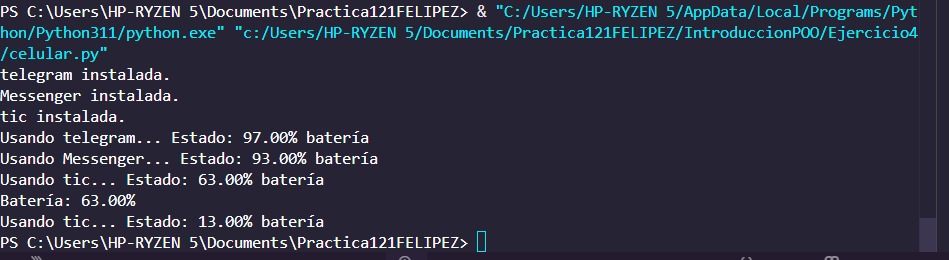 PS C:\Users\HP-RYZEN 5\Documents\Practica121FELIPEZ> & "C:/Users/HP-RYZEN 5/AppData/Local/Programs/Pyt
hon/Python311/python.exe" "c:/Users/HP-RYZEN 5/Documents/Practica121FELIPEZ/IntroduccionPOO/Ejercicio4
/celular.py"
telegram instalada.
Messenger instalada.
tic instalada.
Usando telegram... Estado: 97.00% batería
Usando Messenger... Estado: 93.00% batería
Usando tic... Estado: 63.00% batería
Batería: 63.00%
Usando tic... Estado: 13.00% batería
PS C:\Users\HP-RYZEN 5\Documents\Practica121FELIPEZ>